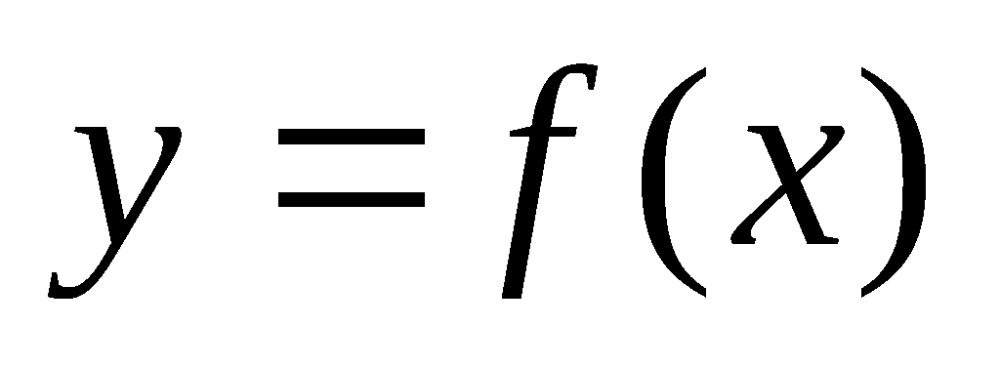 y = f(x)